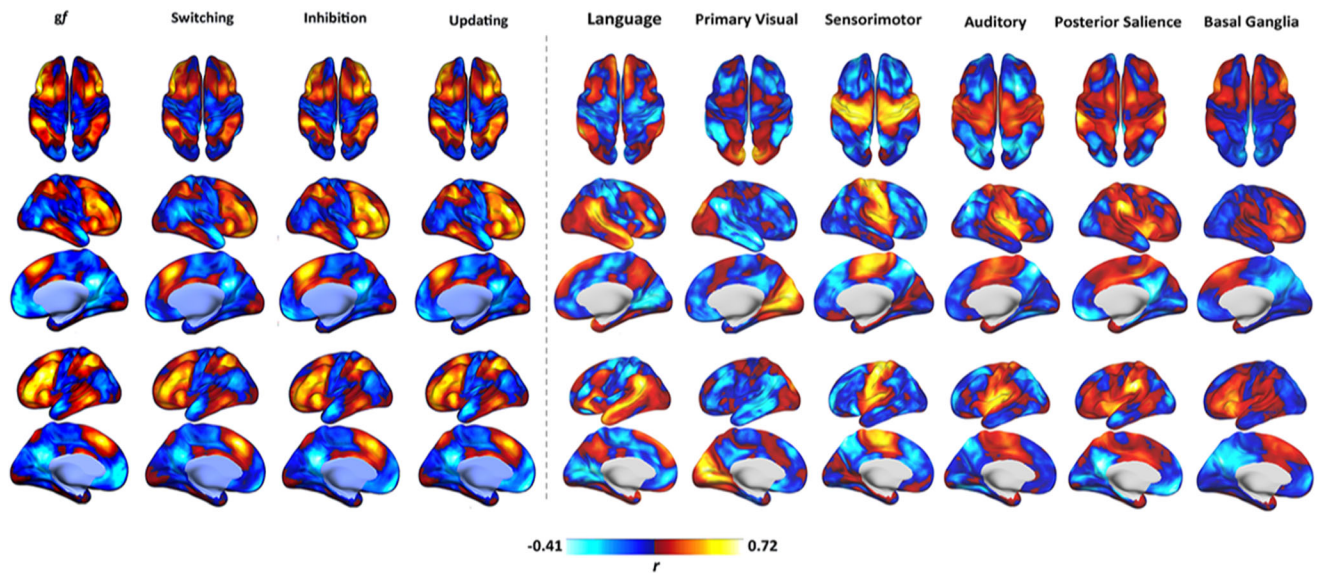 gf Switching Inhibition Updating Language Primary Visual Sensorimotor Auditory Posterior Salience Basal Ganglia
-0.41 0.72
r